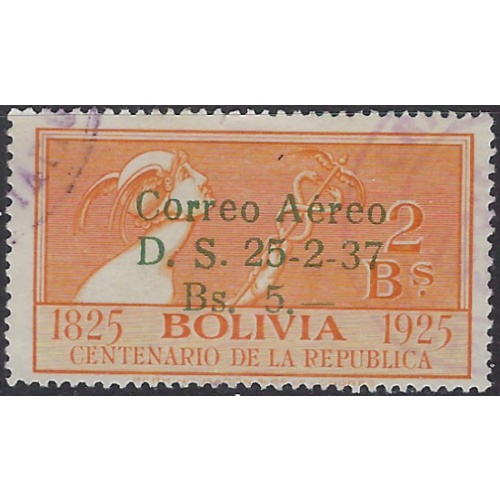 Correo Aéreo
D. S. 25-2-37
Bs. 5.—
2
Bs.
1825 BOLIVIA 1925
CENTENARIO DE LA REPUBLICA